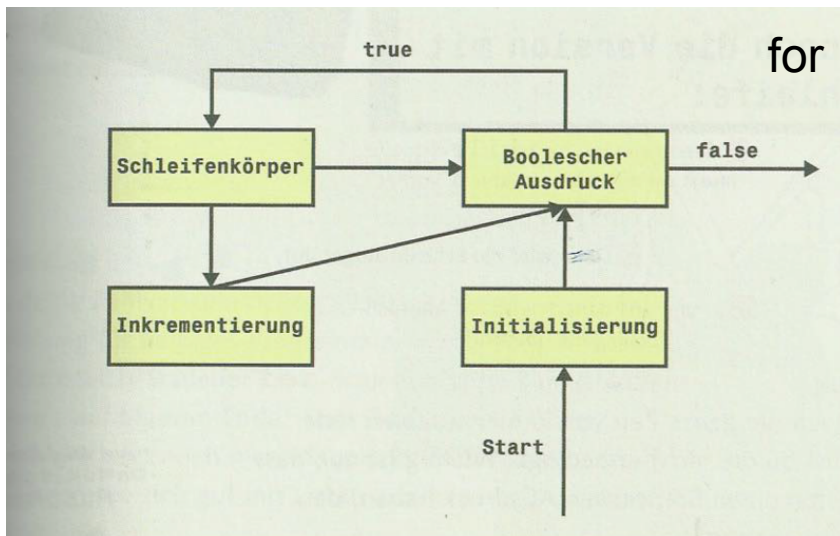 for
true
Schleifenkörper
Boolescher
Ausdruck
false
Inkrementierung
Initialisierung
Start